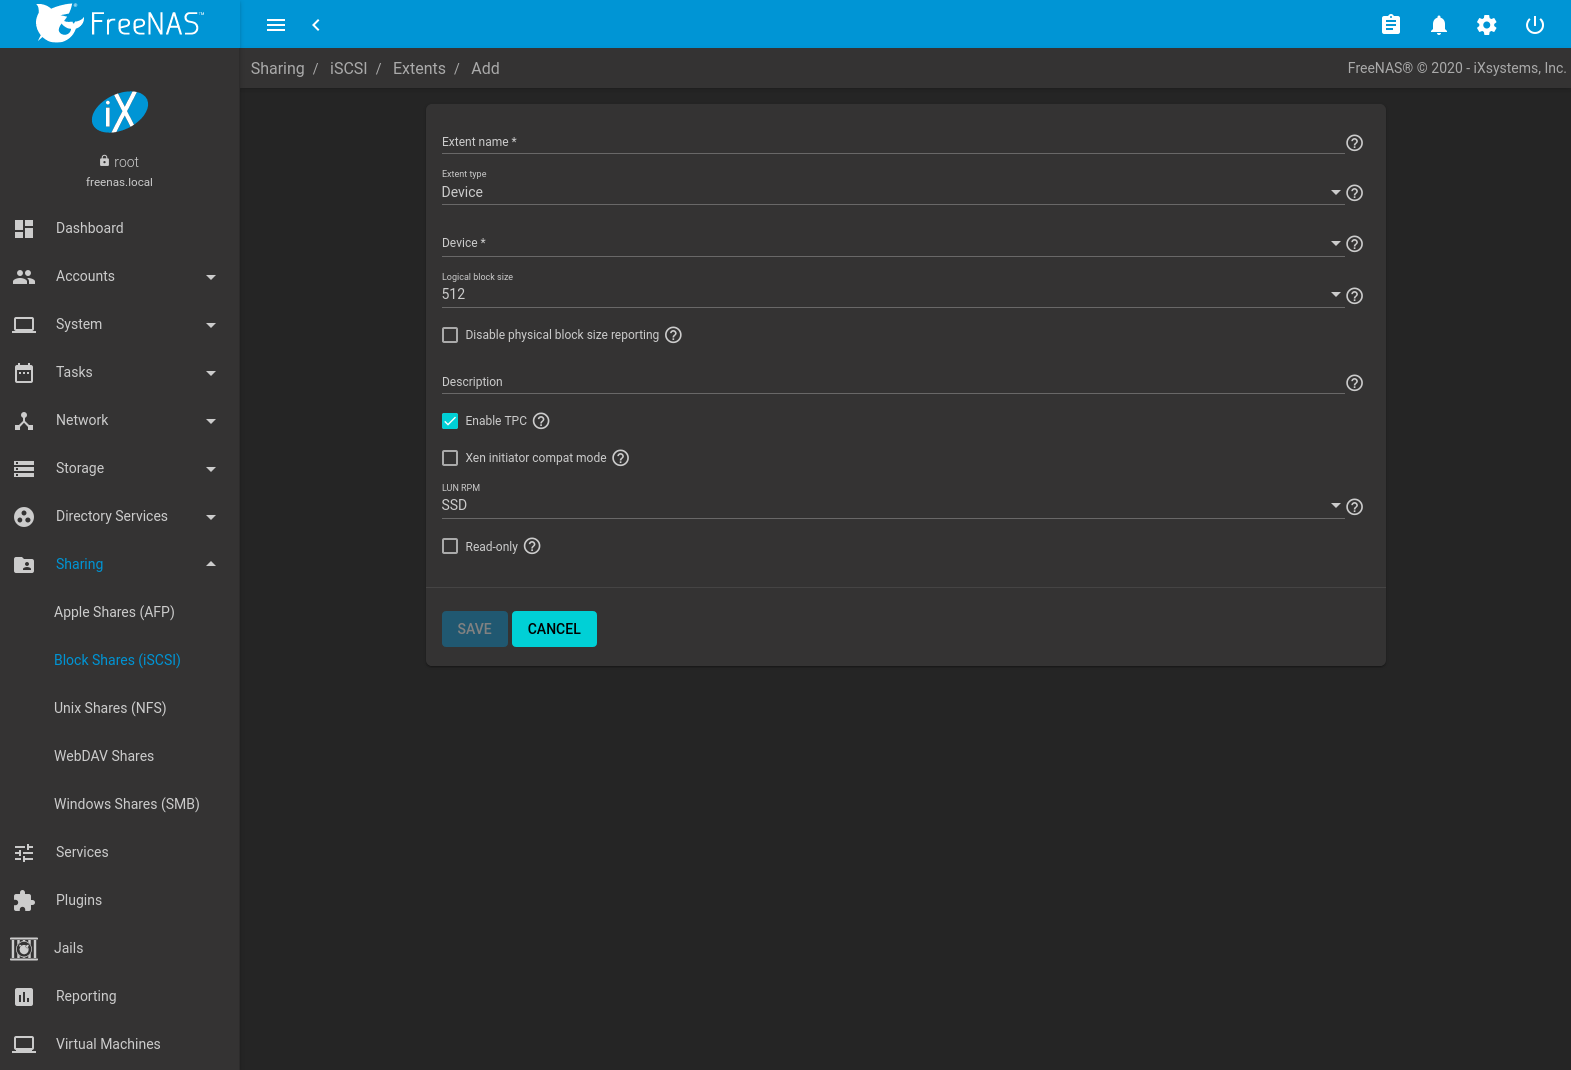 FreeNAS™
Sharing / iSCSI / Extents / Add
FreeNAS® © 2020 - iXsystems, Inc.
iX
root
freenas.local
Dashboard
Accounts
System
Tasks
Network
Storage
Directory Services
Sharing
Apple Shares (AFP)
Block Shares (iSCSI)
Unix Shares (NFS)
WebDAV Shares
Windows Shares (SMB)
Services
Plugins
Jails
Reporting
Virtual Machines
Extent name *
Extent type
Device
Device *
Logical block size
512
Disable physical block size reporting
Description
Enable TPC
Xen initiator compat mode
LUN RPM
SSD
Read-only
SAVE CANCEL